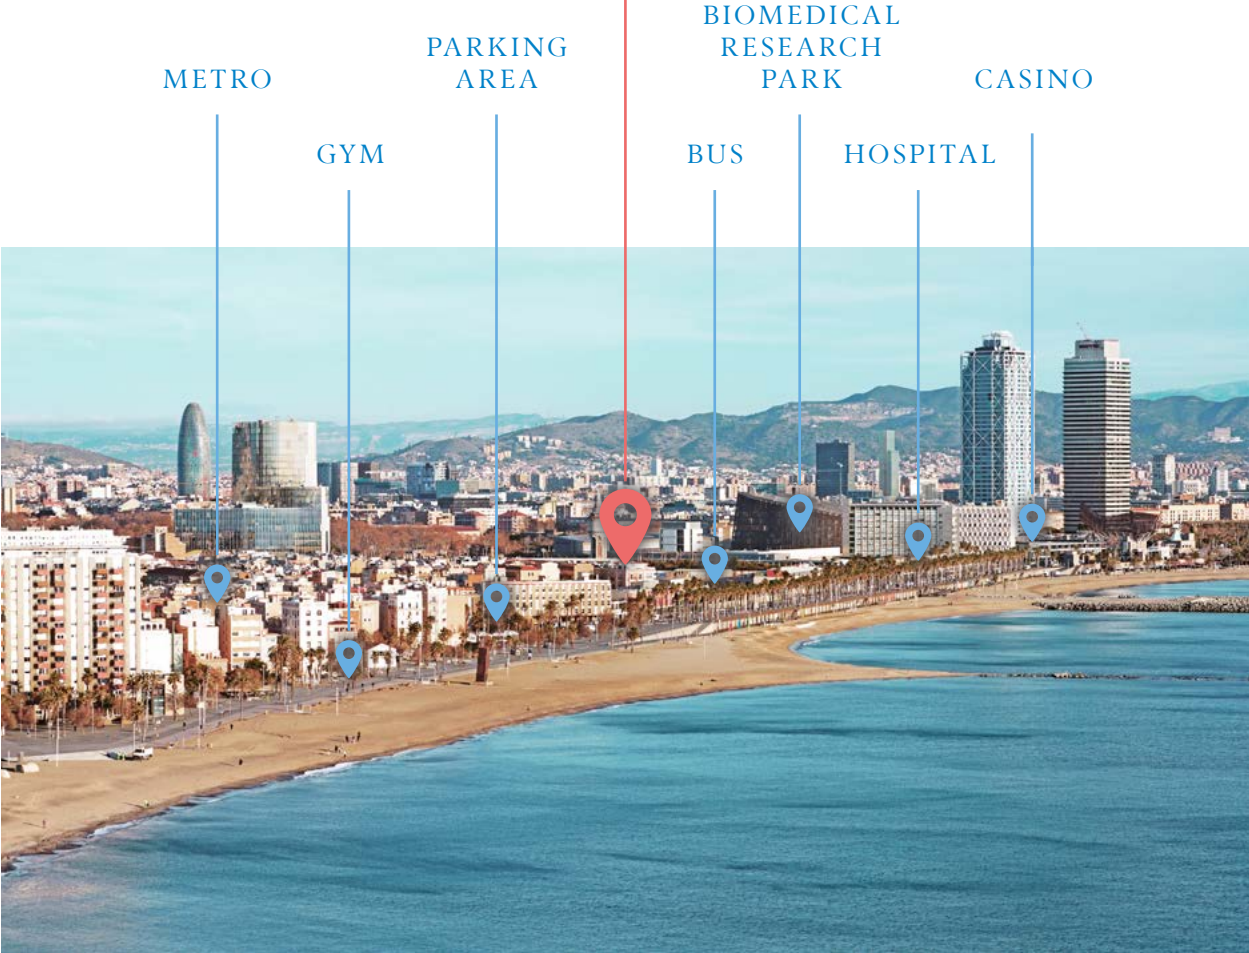 BIOMEDICAL
RESEARCH
PARK
PARKING
AREA
METRO
CASINO
GYM
BUS
HOSPITAL